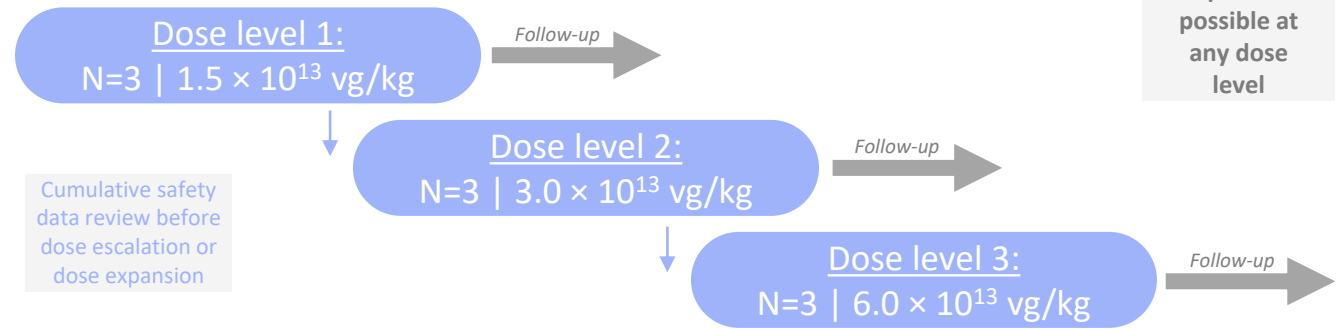 Dose level 1:
N=3 | 1.5 × 10¹³ vg/kg
Follow-up
possible at
any dose
level
Dose level 2:
N=3 | 3.0 × 10¹³ vg/kg
Follow-up
Cumulative safety
data review before
dose escalation or
dose expansion
Dose level 3:
N=3 | 6.0 × 10¹³ vg/kg
Follow-up